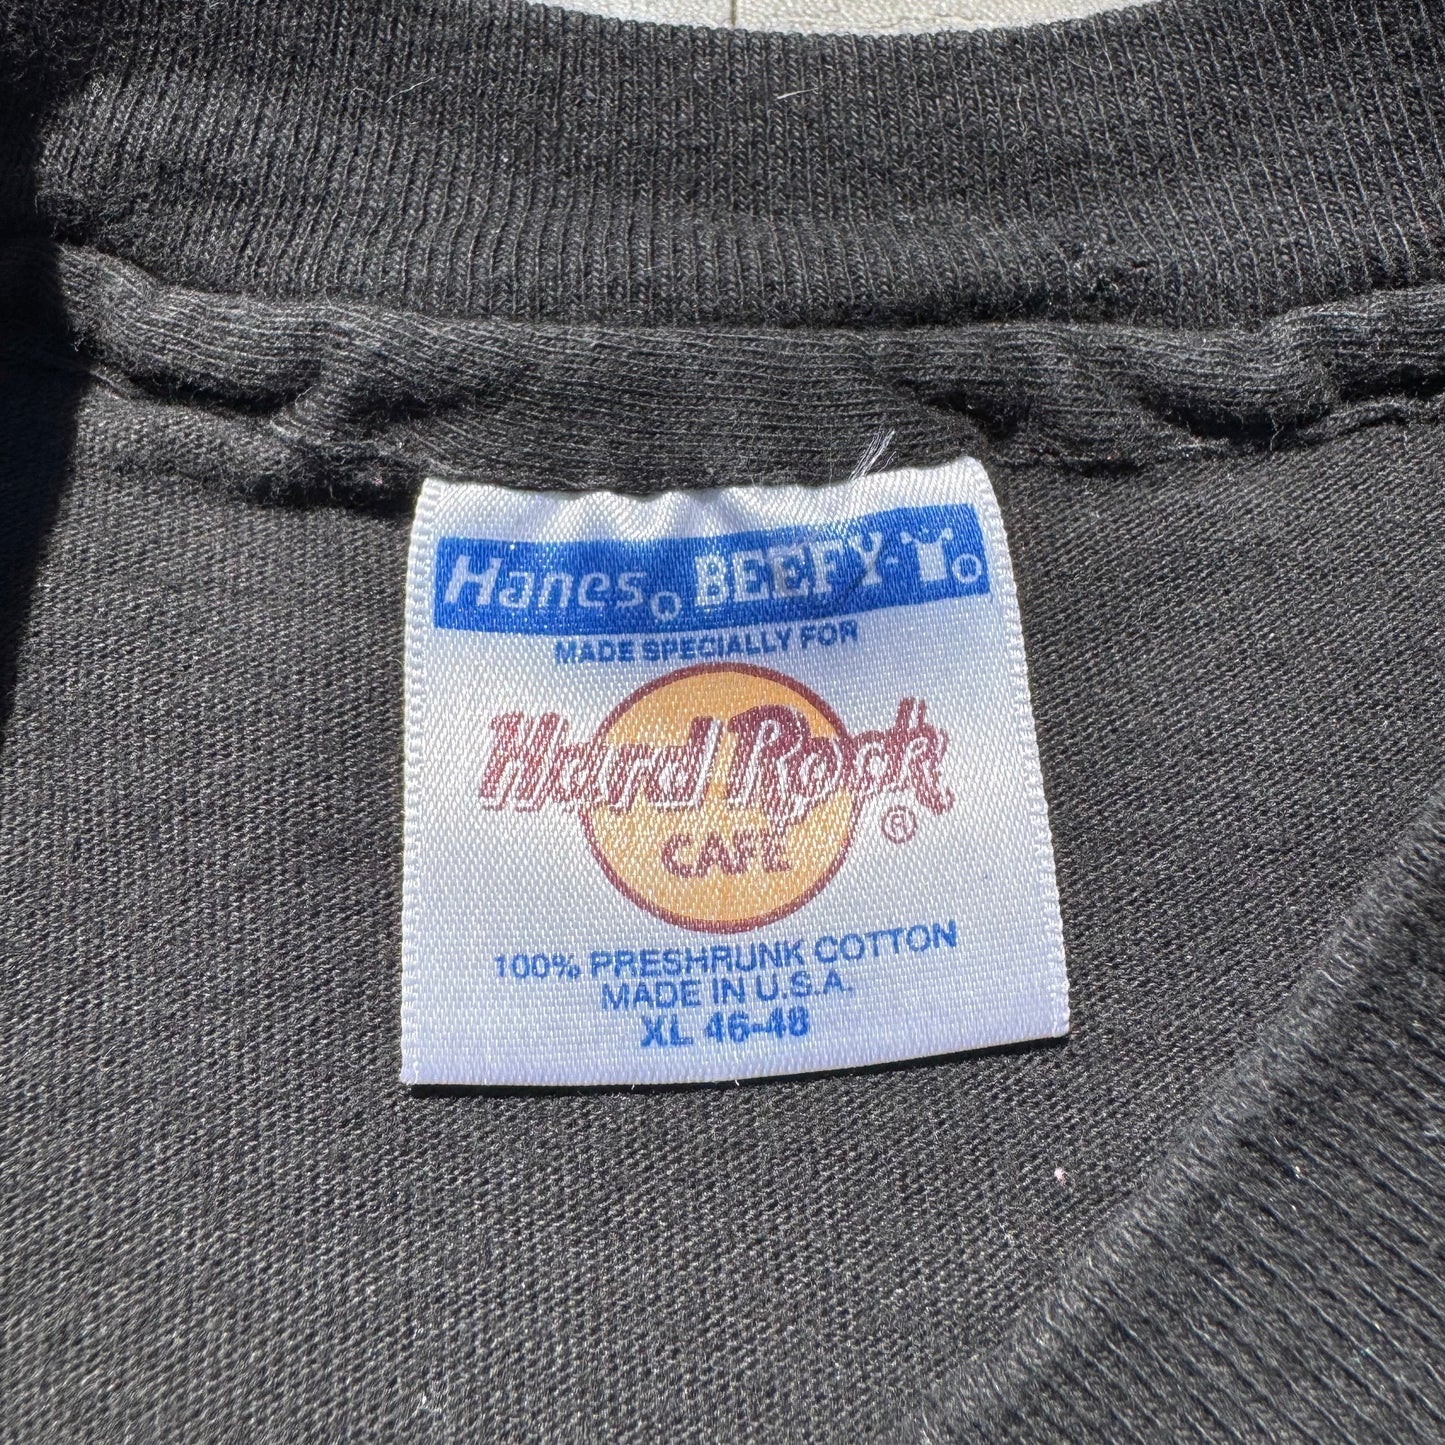 Hanes® BEEFY-T®
MADE SPECIALLY FOR
Hard Rock ®
CAFE
100% PRESHRUNK COTTON
MADE IN U.S.A.
XL 46-48